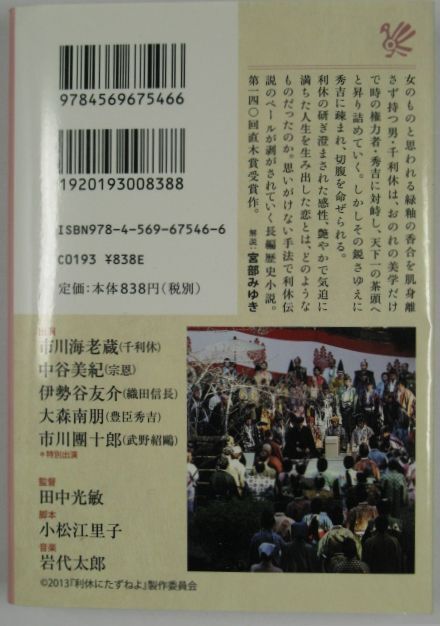 女のものと思われる緑釉の香合を肌身離
さず持つ男・千利休は、おのれの美学だけ
で時の権力者・秀吉に対峙し、天下一の茶頭へ
と昇り詰めていく。しかしその鋭さゆえに
秀吉に疎まれ、切腹を命ぜられる。
利休の研ぎ澄まされた感性、艶やかで気迫に
満ちた人生を生み出した恋とは、どのような
ものだったのか。思いがけない手法で利休伝
説のベールが剥がされていく、長編歴史小説。
第一四〇回直木賞受賞作。 解説:宮部みゆき
9784569675466
1920193008388
ISBN978-4-569-67546-6
C0193 ¥838E
定価:本体838円(税別)
出演
市川海老蔵(千利休)
中谷美紀(宗恩)
伊勢谷友介(織田信長)
大森南朋(豊臣秀吉)
市川團十郎(武野紹鷗)
*特別出演
監督
田中光敏
脚本
小松江里子
音楽
岩代太郎
©2013『利休にたずねよ』製作委員会